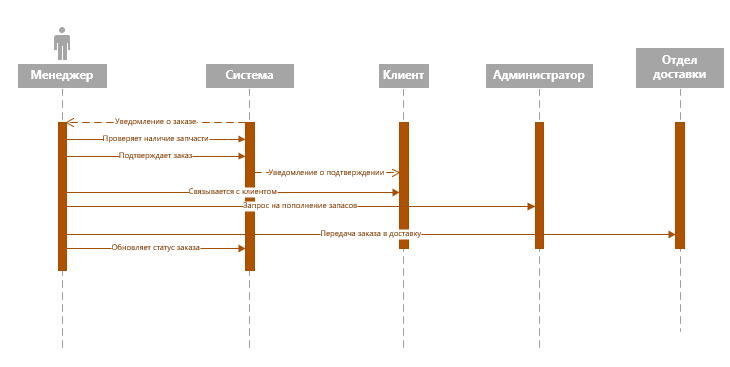 Менеджер
Система
Клиент
Администратор
Отдел
доставки
Уведомление о заказе
Проверяет наличие запчасти
Подтверждает заказ
Уведомление о подтверждении
Связывается с клиентом
Запрос на пополнение запасов
Передача заказа в доставку
Обновляет статус заказа